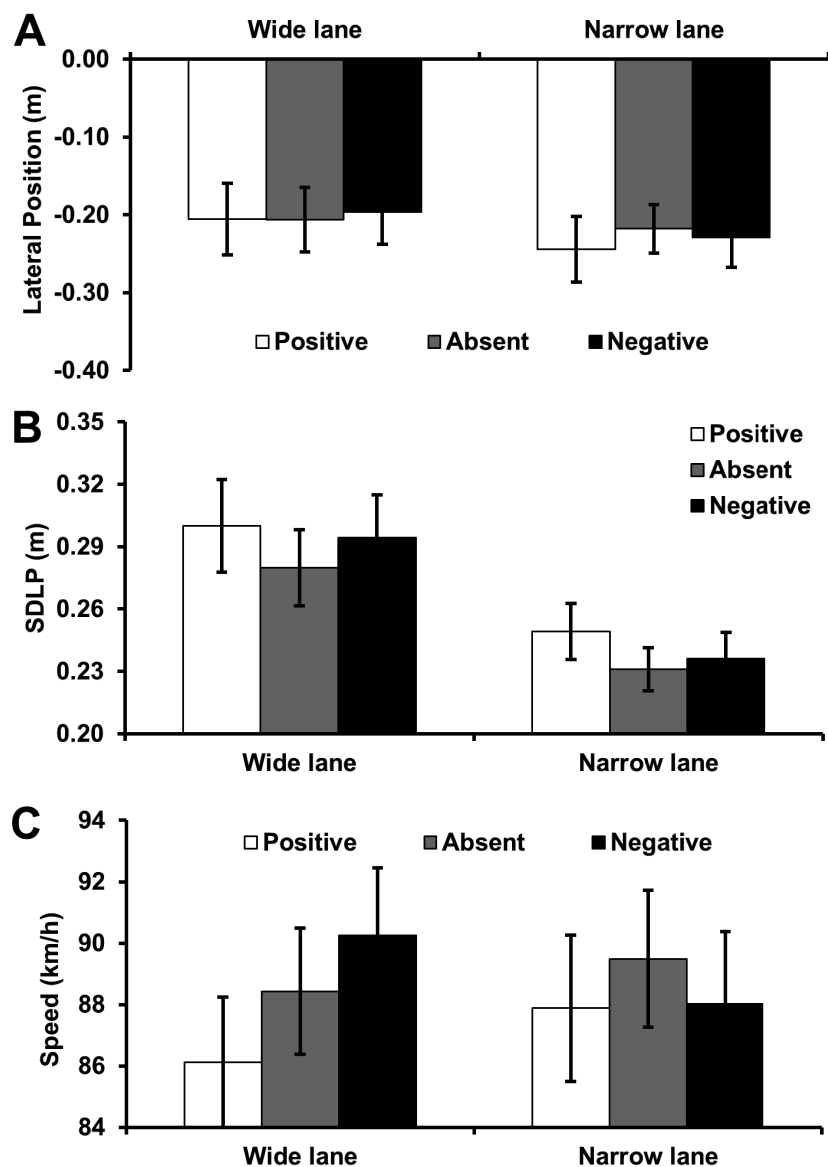 A
Wide lane Narrow lane
0.00
-0.10
-0.20
-0.30
-0.40
Lateral Position (m)
Positive Absent Negative
B
0.35
0.32
0.29
0.26
0.23
0.20
SDLP (m)
Positive
Absent
Negative
Wide lane Narrow lane
C
94
92
90
88
86
84
Speed (km/h)
Positive Absent Negative
Wide lane Narrow lane